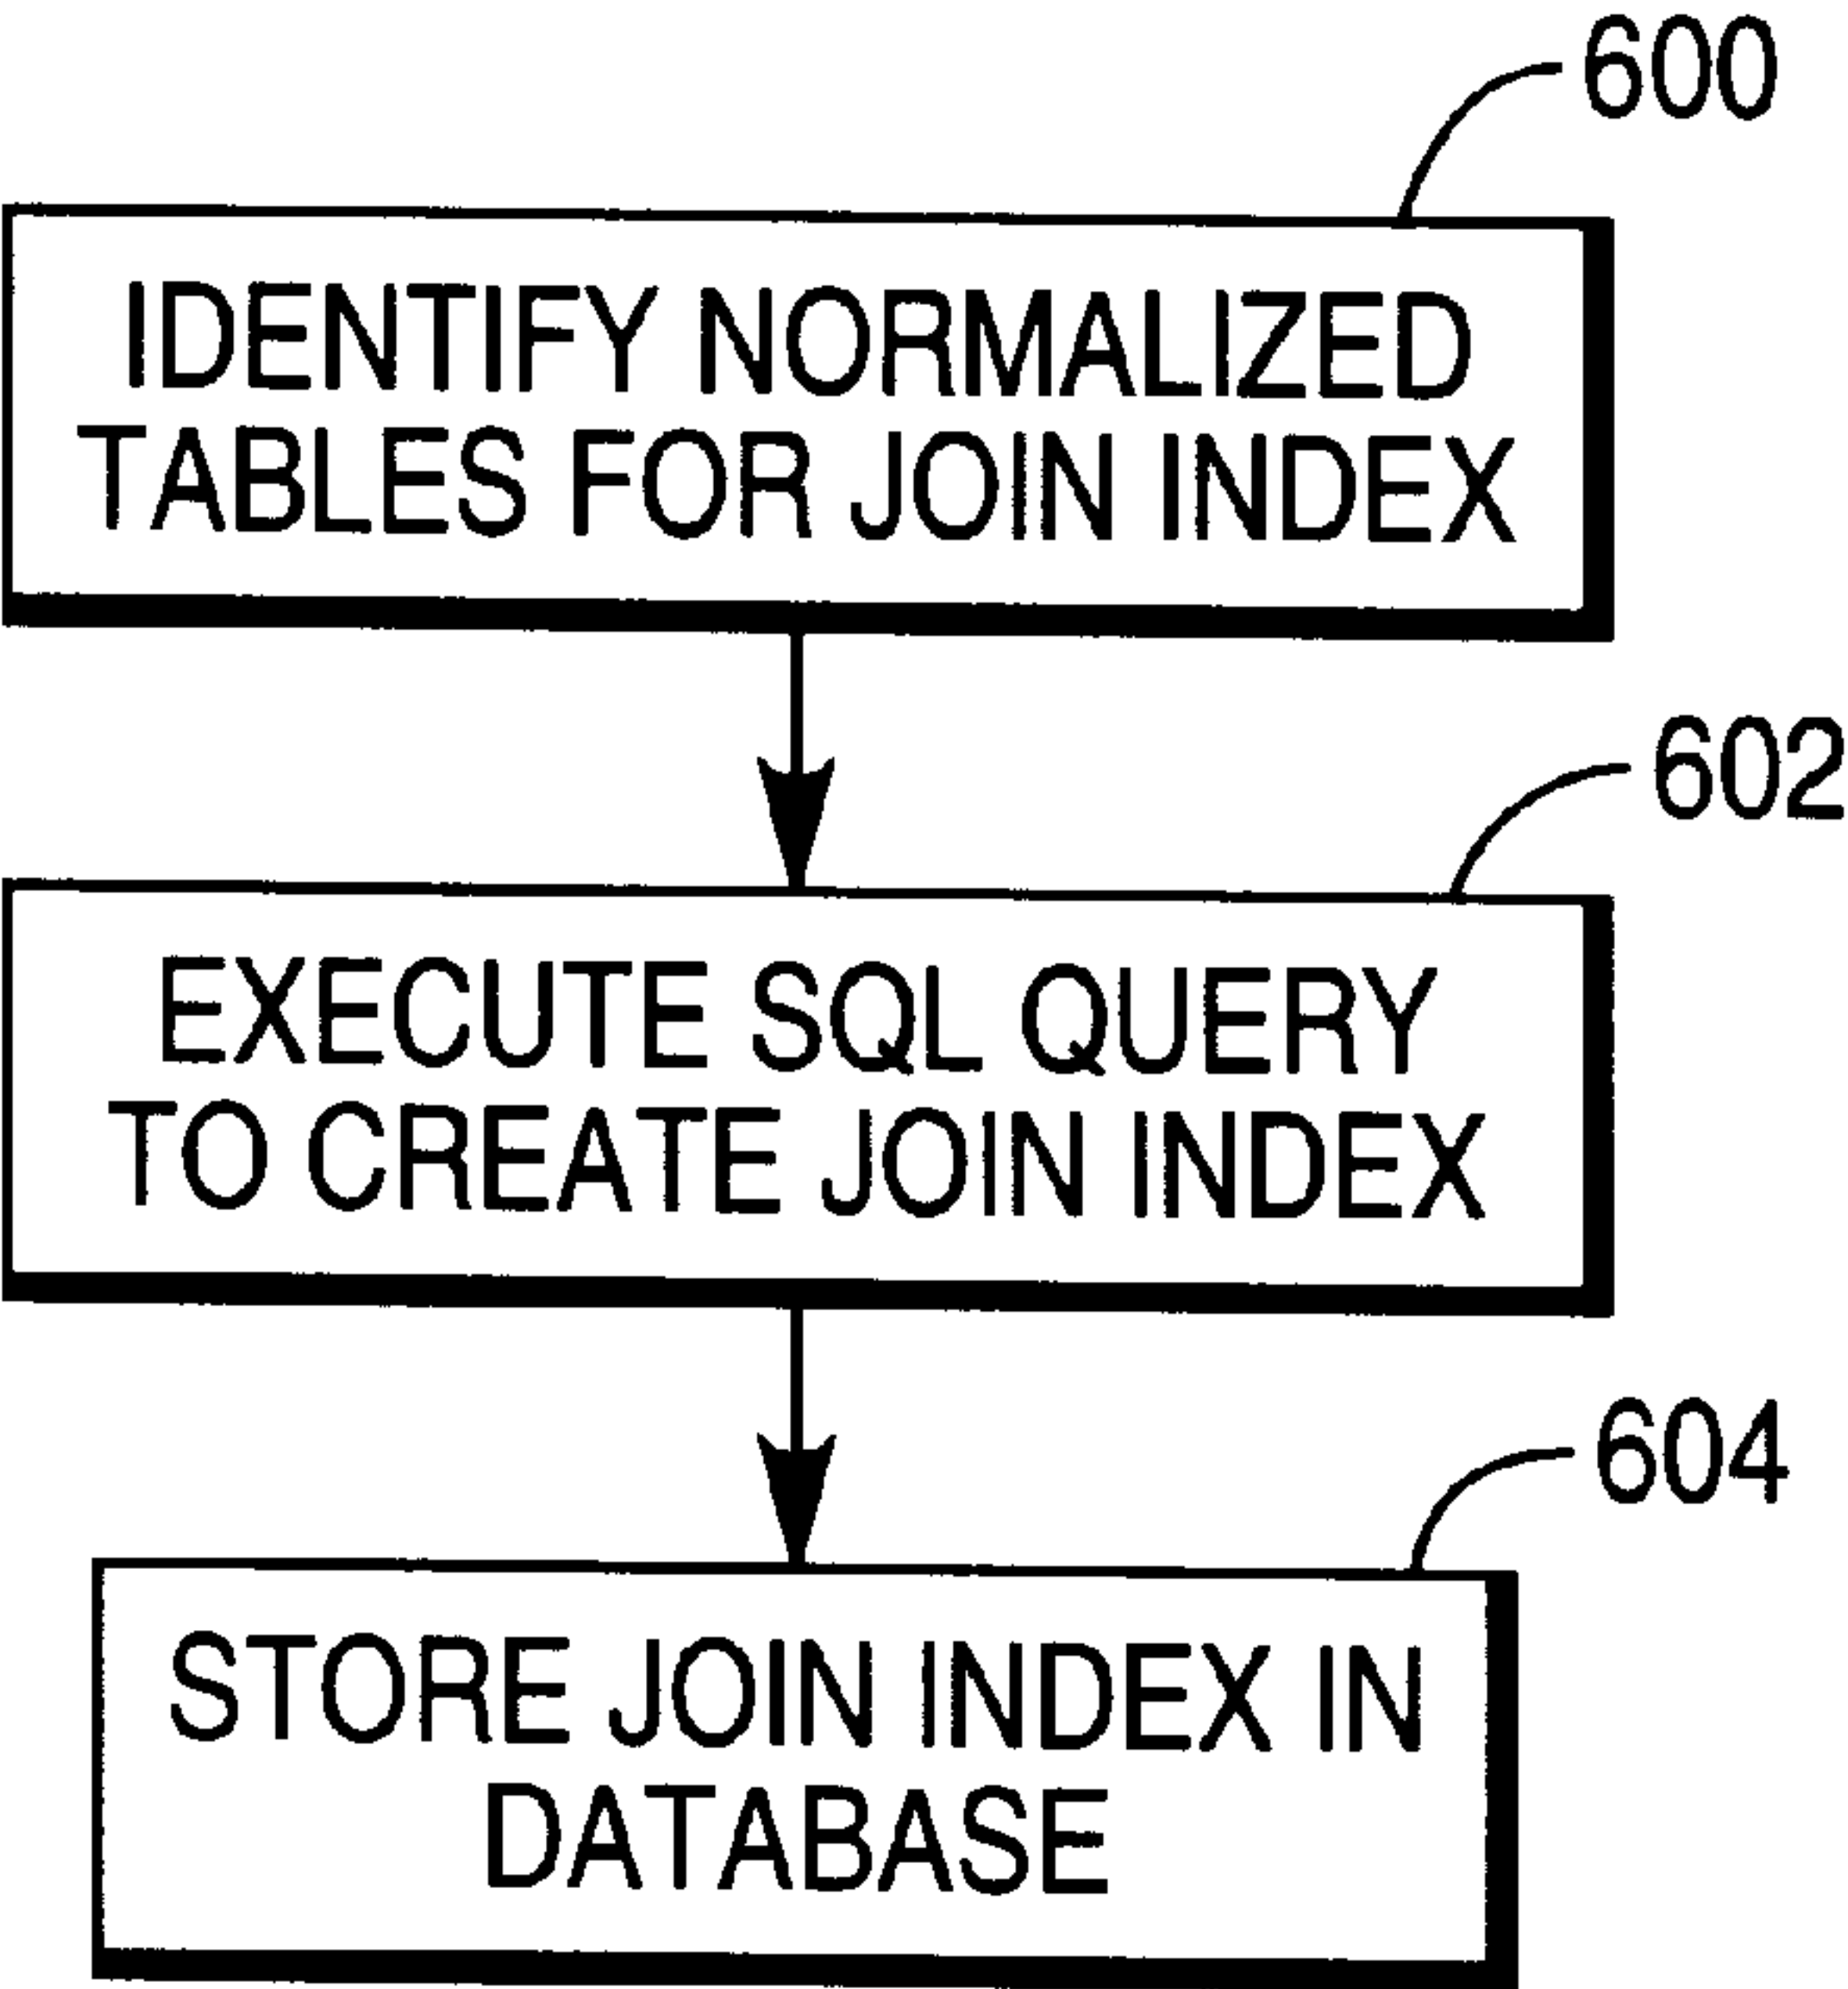 600
IDENTIFY NORMALIZED
TABLES FOR JOIN INDEX
602
EXECUTE SQL QUERY
TO CREATE JOIN INDEX
604
STORE JOIN INDEX IN
DATABASE